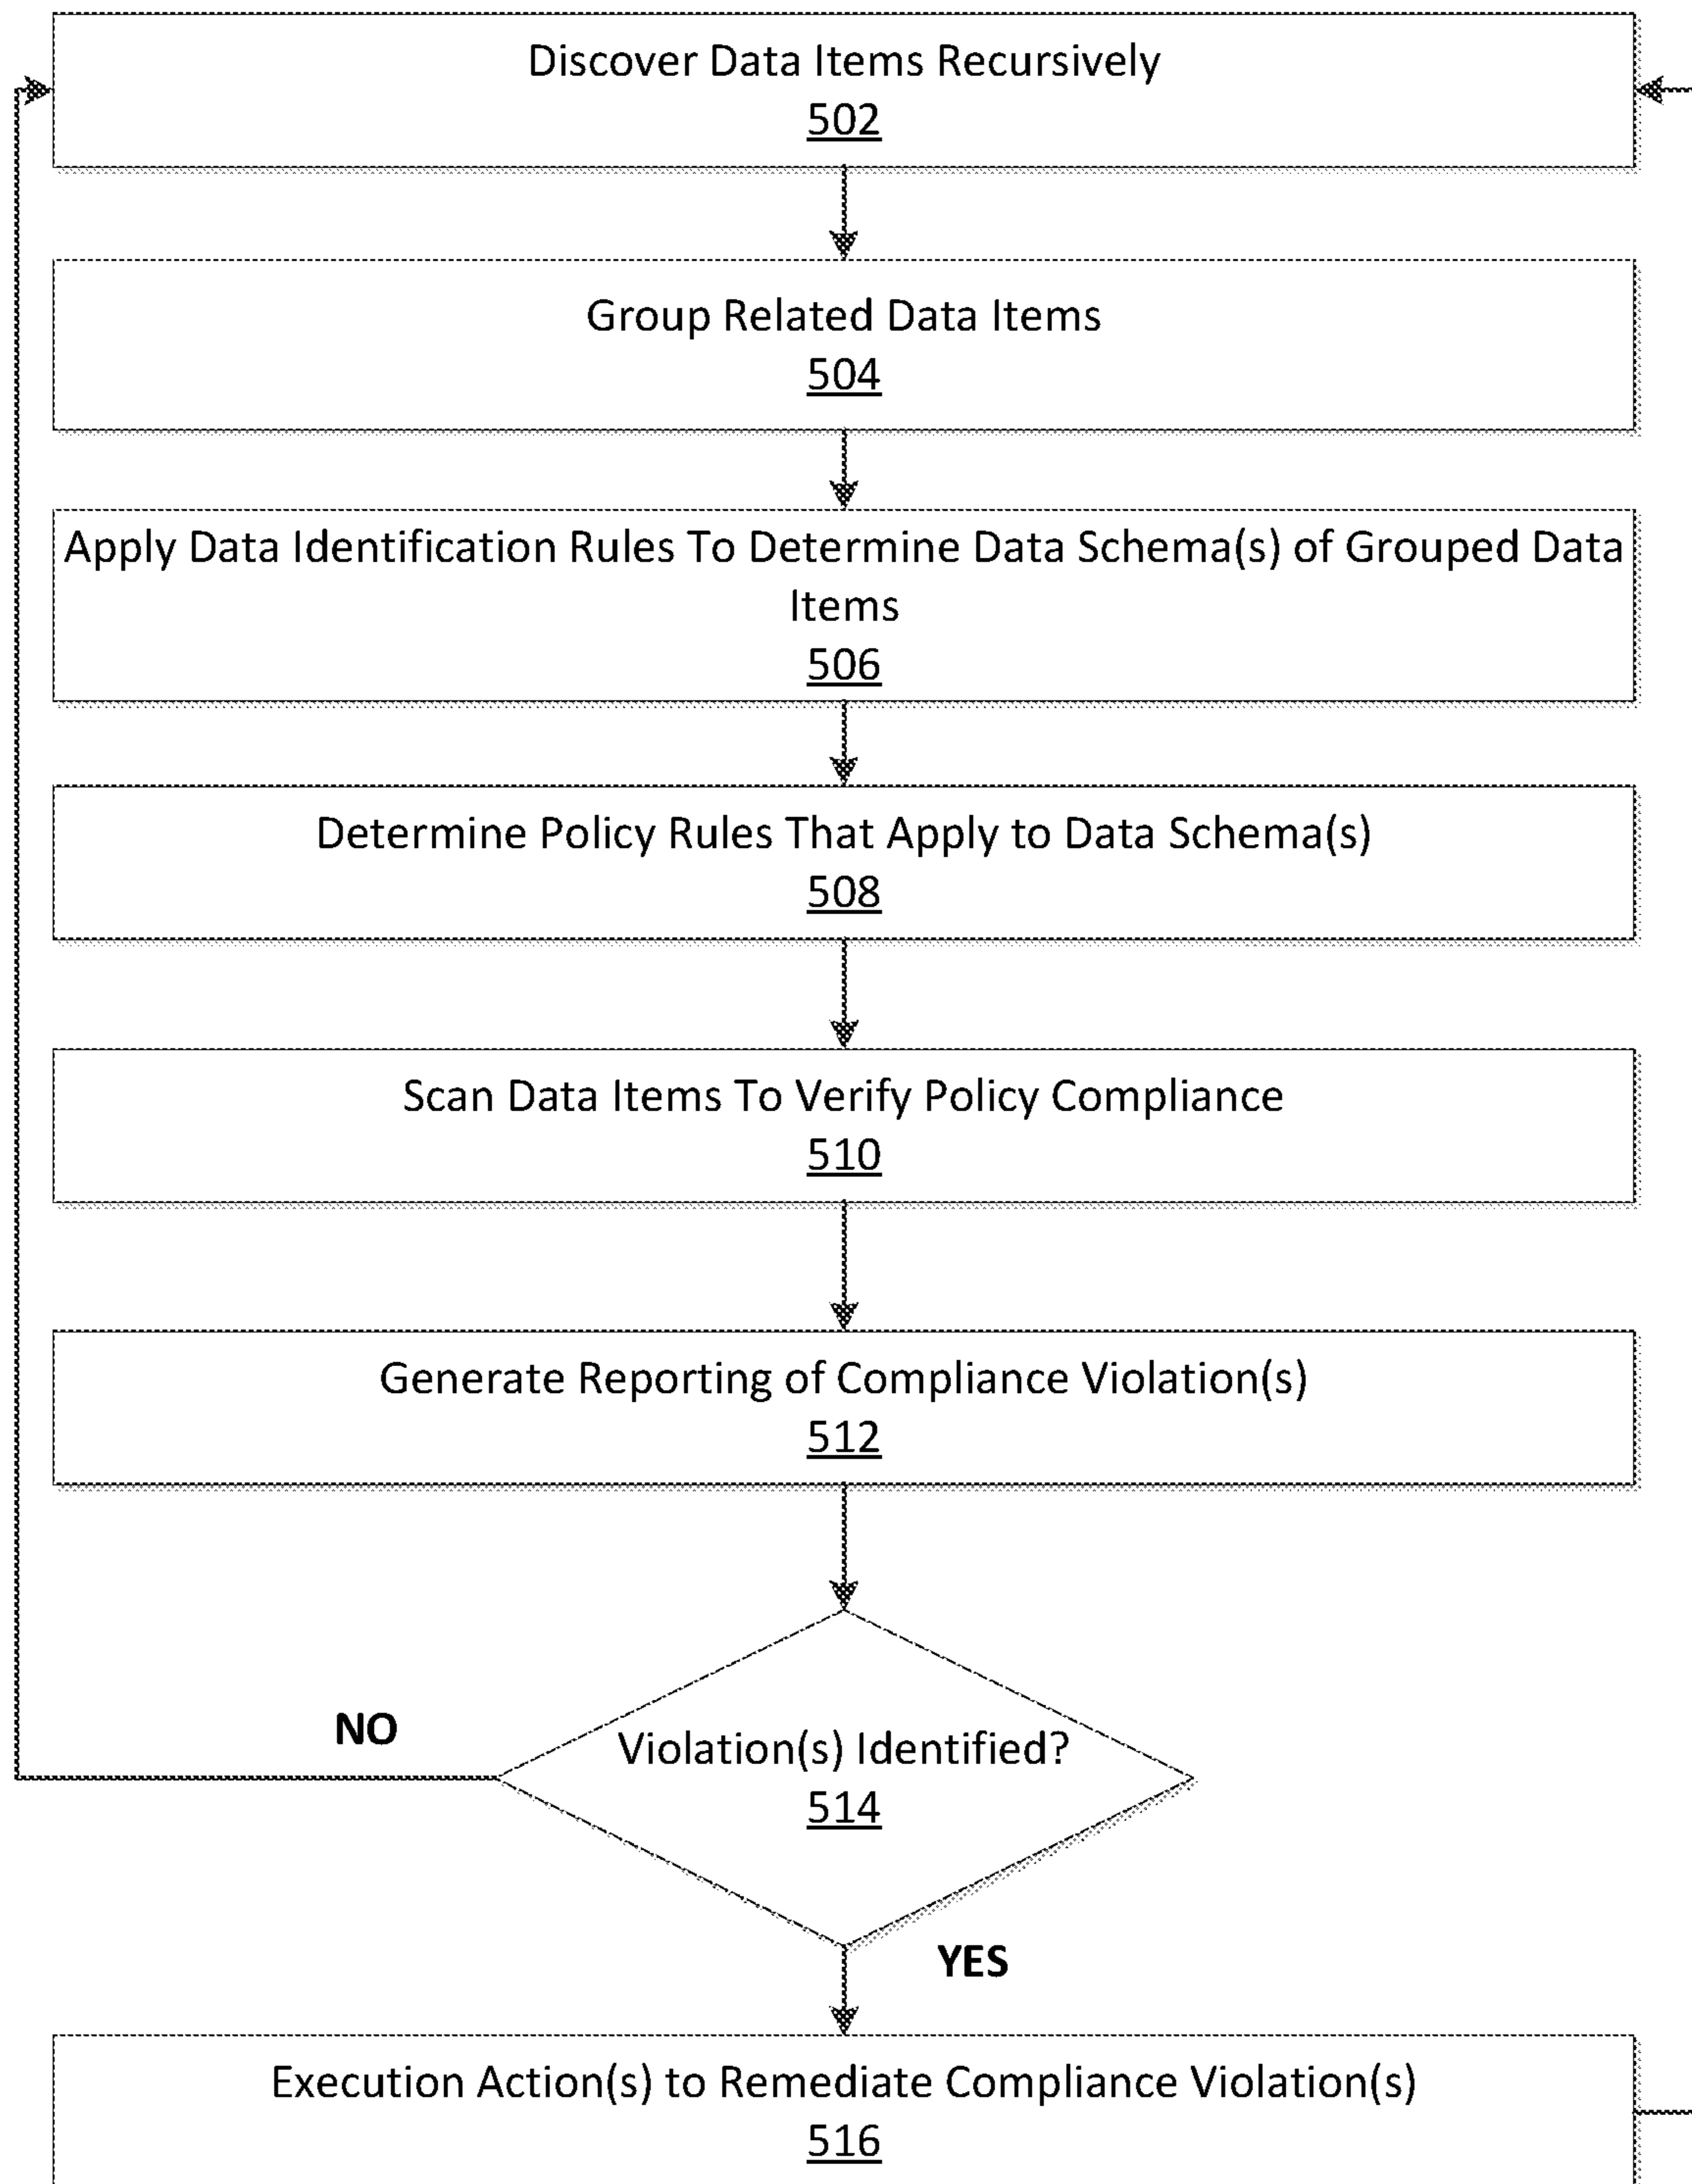 Discover Data Items Recursively
502
Group Related Data Items
504
Apply Data Identification Rules To Determine Data Schema(s) of Grouped Data
Items
506
Determine Policy Rules That Apply to Data Schema(s)
508
Scan Data Items To Verify Policy Compliance
510
Generate Reporting of Compliance Violation(s)
512
NO
Violation(s) Identified?
514
YES
Execution Action(s) to Remediate Compliance Violation(s)
516